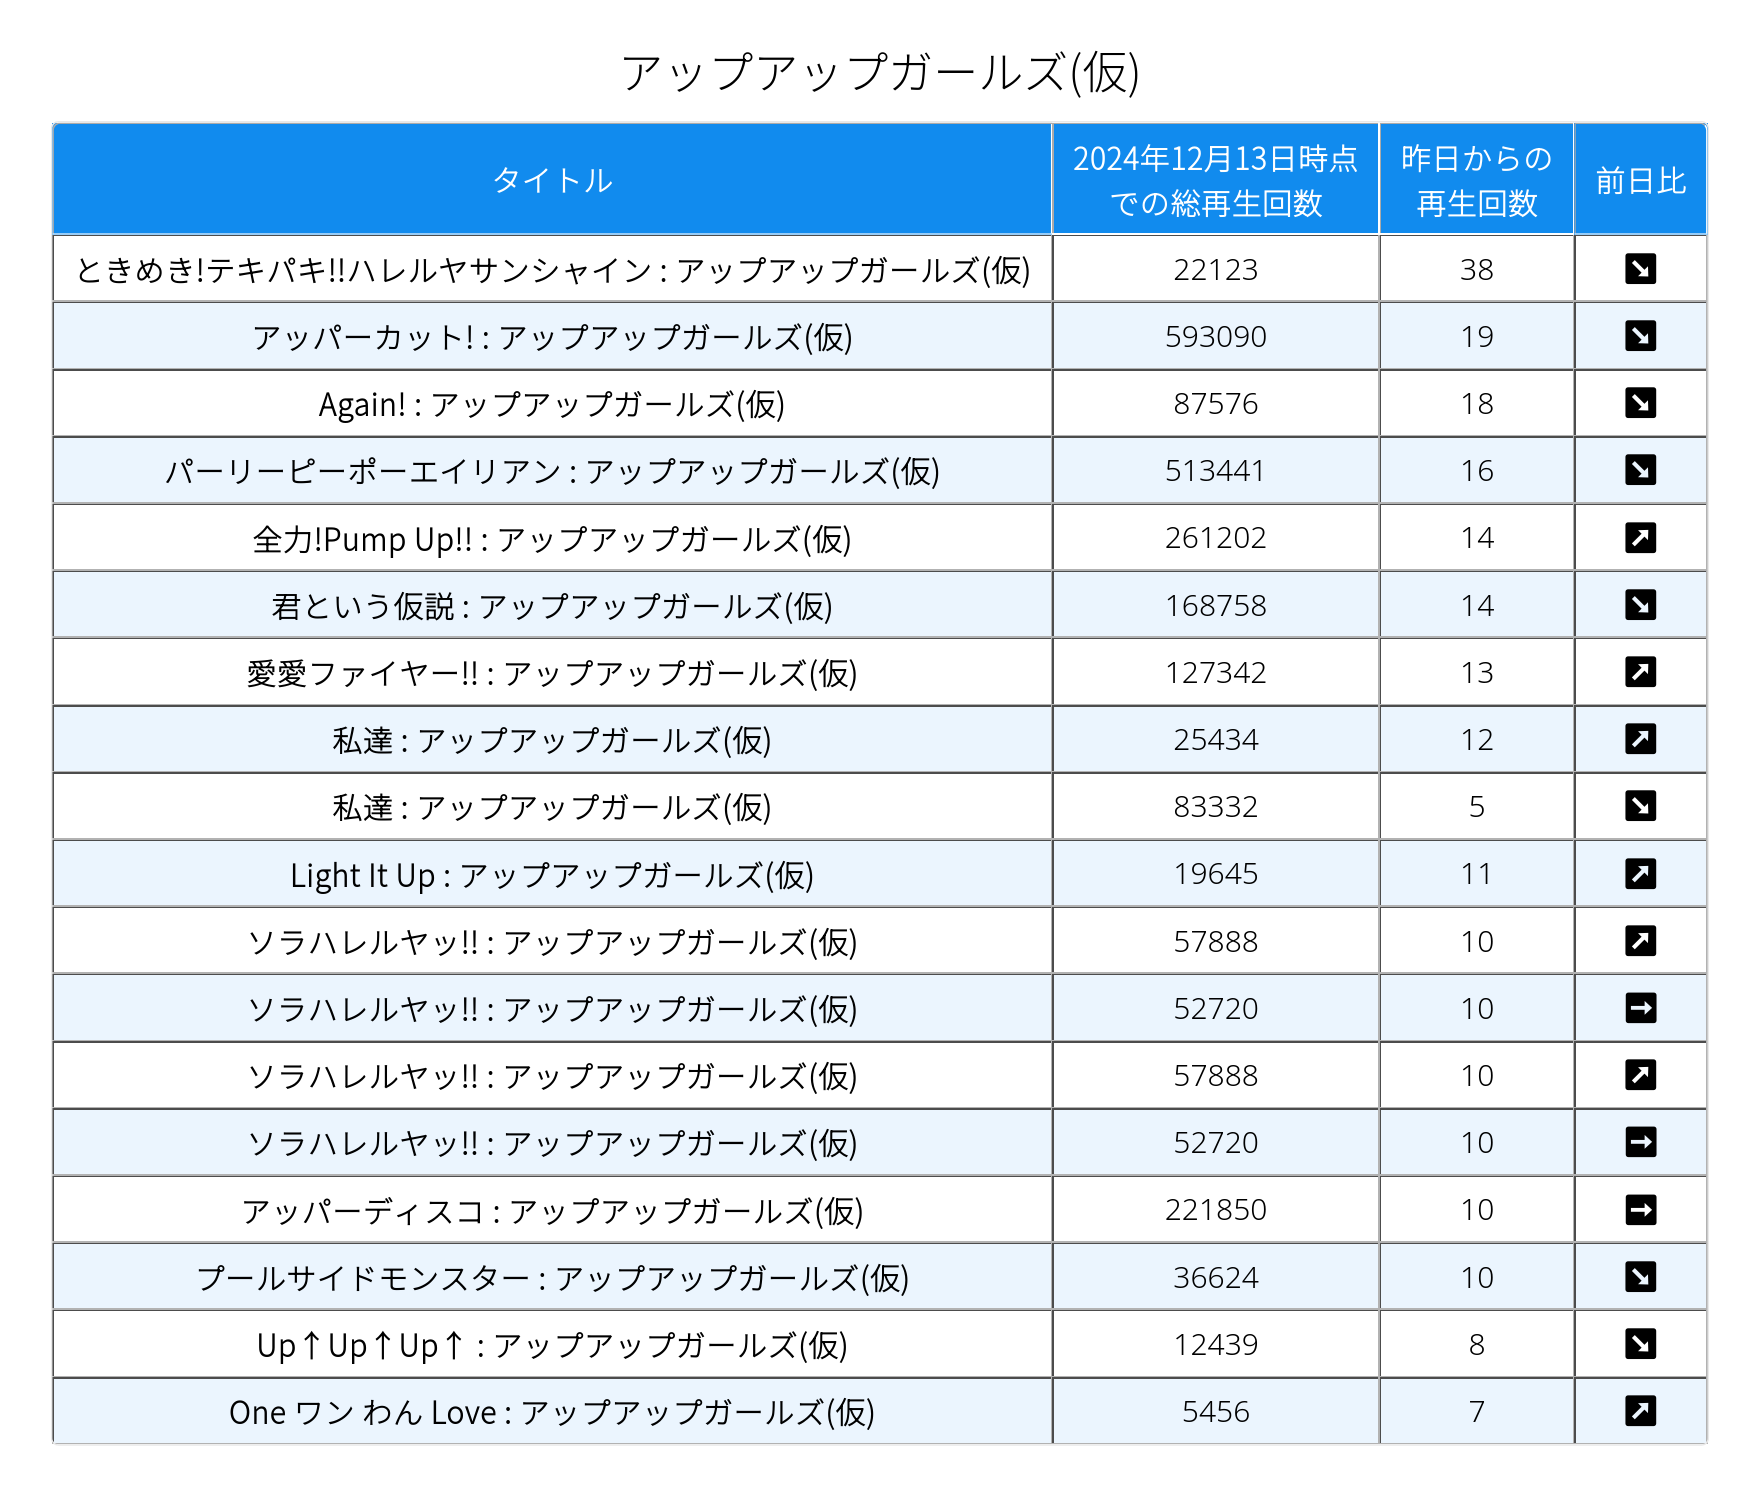 アップアップガールズ(仮)
タイトル 2024年12月13日時点での総再生回数 昨日からの再生回数 前日比
ときめき!テキパキ!!ハレルヤサンシャイン : アップアップガールズ(仮) 22123 38 ↘
アッパーカット! : アップアップガールズ(仮) 593090 19 ↘
Again! : アップアップガールズ(仮) 87576 18 ↘
パーリーピーポーエイリアン : アップアップガールズ(仮) 513441 16 ↘
全力!Pump Up!! : アップアップガールズ(仮) 261202 14 ↗
君という仮説 : アップアップガールズ(仮) 168758 14 ↘
愛愛ファイヤー!! : アップアップガールズ(仮) 127342 13 ↗
私達 : アップアップガールズ(仮) 25434 12 ↗
私達 : アップアップガールズ(仮) 83332 5 ↘
Light It Up : アップアップガールズ(仮) 19645 11 ↗
ソラハレルヤッ!! : アップアップガールズ(仮) 57888 10 ↗
ソラハレルヤッ!! : アップアップガールズ(仮) 52720 10 →
ソラハレルヤッ!! : アップアップガールズ(仮) 57888 10 ↗
ソラハレルヤッ!! : アップアップガールズ(仮) 52720 10 →
アッパーディスコ : アップアップガールズ(仮) 221850 10 →
プールサイドモンスター : アップアップガールズ(仮) 36624 10 ↘
Up↑Up↑Up↑ : アップアップガールズ(仮) 12439 8 ↘
One ワン わん Love : アップアップガールズ(仮) 5456 7 ↗